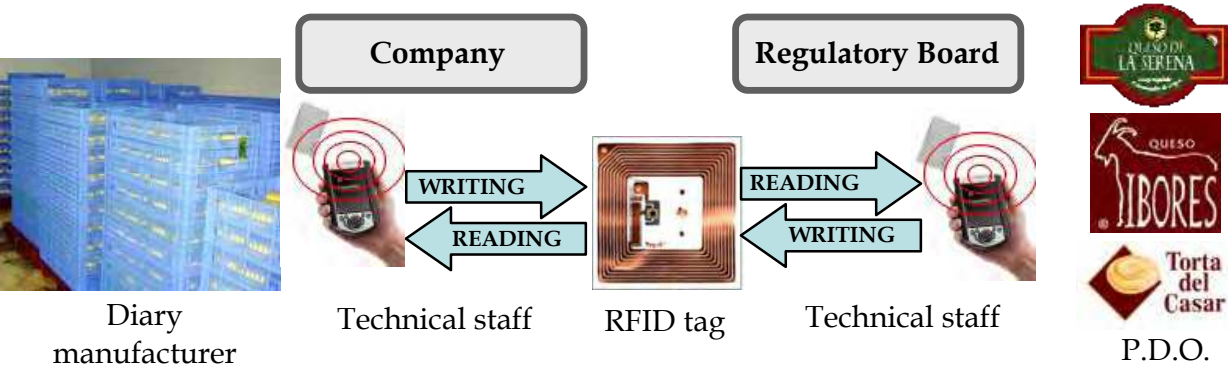 Company
Regulatory Board
QUESO DE
LA SERENA
QUESO
IBORES
®
Torta
del
Casar
WRITING
READING
READING
WRITING
Diary
manufacturer
Technical staff
RFID tag
Technical staff
P.D.O.